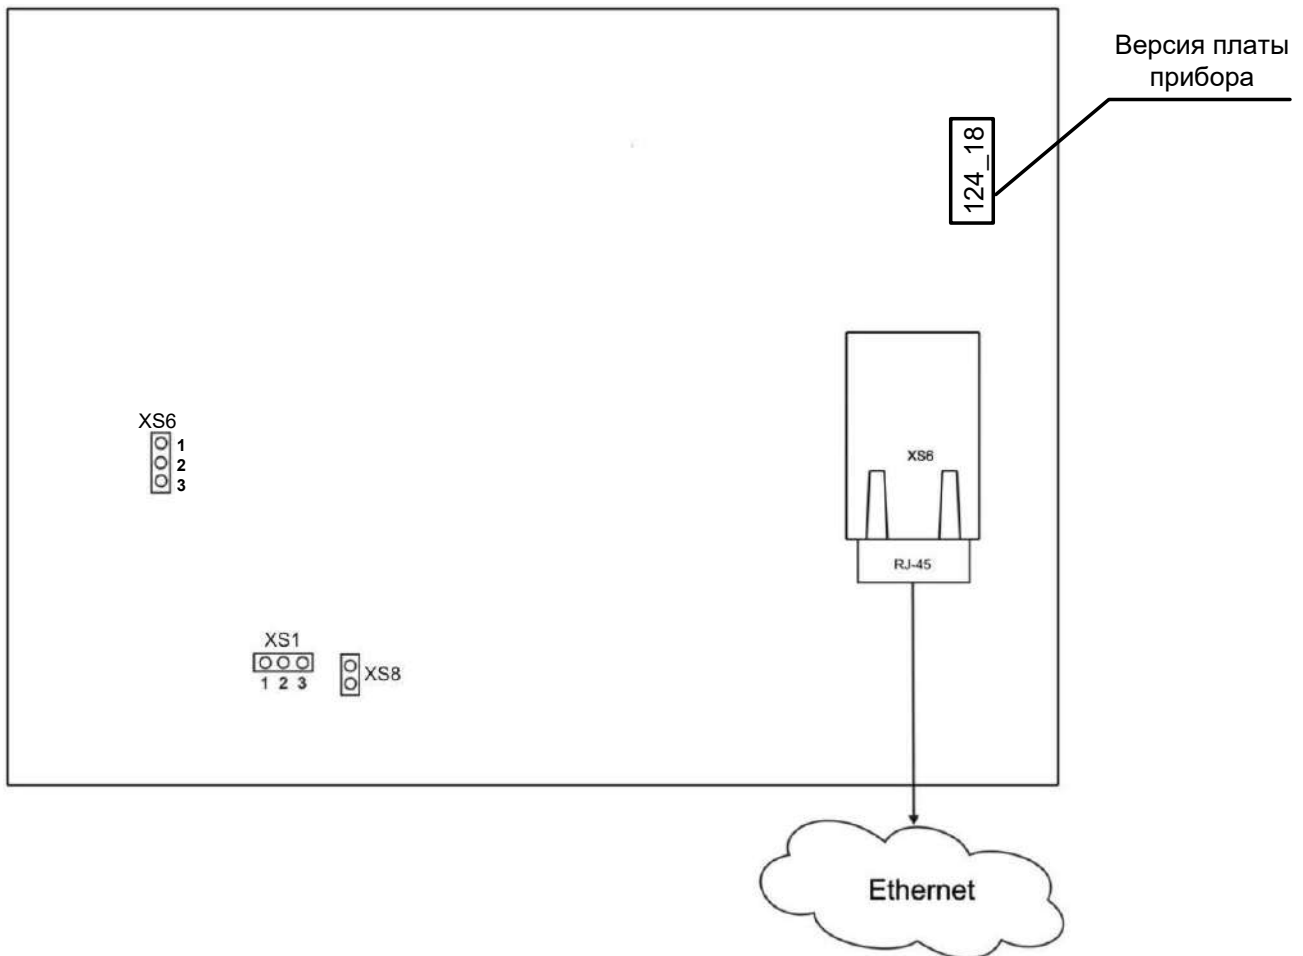 Версия платы
прибора
124_18
XS6
1
2
3
XS6
RJ-45
XS1
1 2 3
XS8
Ethernet